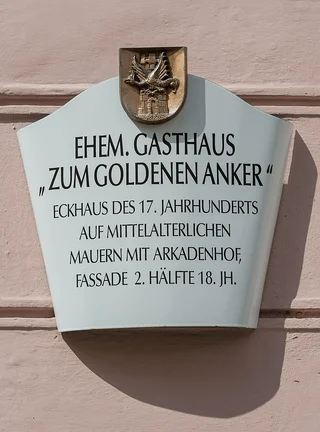 EHEM. GASTHAUS
„ZUM GOLDENEN ANKER“
ECKHAUS DES 17. JAHRHUNDERTS
AUF MITTELALTERLICHEN
MAUERN MIT ARKADENHOF,
FASSADE 2. HÄLFTE 18. JH.